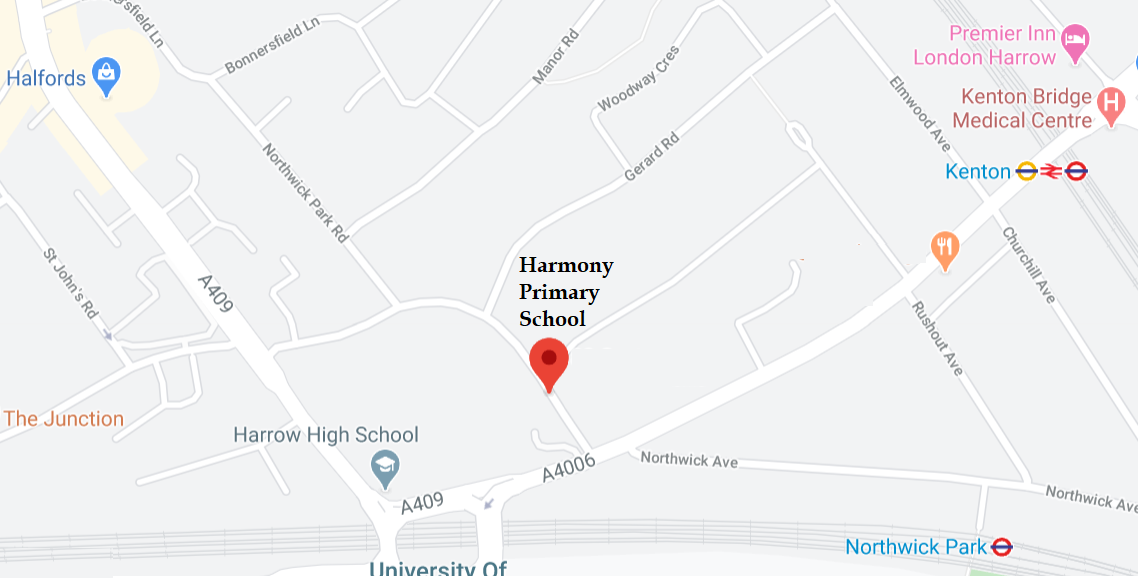 gsfield Ln
Bonnersfield Ln
Manor Rd
Premier Inn
London Harrow
Halfords
Woodway Cres
Elmwood Ave
Kenton Bridge
Medical Centre
H
Gerard Rd
Northwick Park Rd
Kenton
St John's Rd
A409
Churchill Ave
Harmony
Primary
School
Rushout Ave
The Junction
Harrow High School
A4006
Northwick Ave
A409
Northwick Ave
Northwick Park
University Of